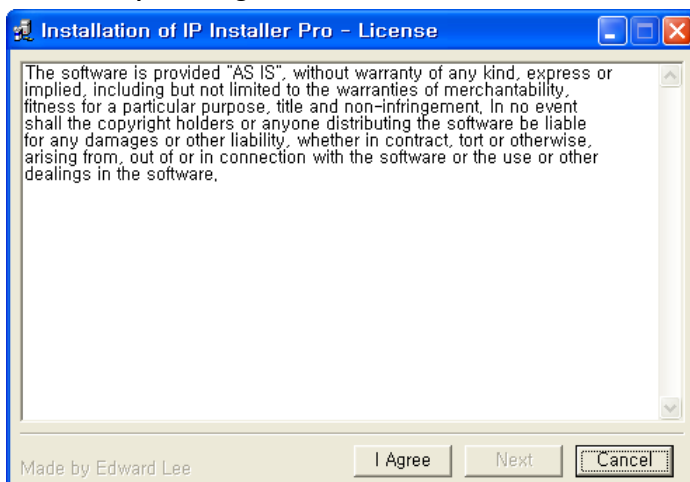 Installation of IP Installer Pro - License
The software is provided "AS IS", without warranty of any kind, express or
implied, including but not limited to the warranties of merchantability,
fitness for a particular purpose, title and non-infringement. In no event
shall the copyright holders or anyone distributing the software be liable
for any damages or other liability, whether in contract, tort or otherwise,
arising from, out of or in connection with the software or the use or other
dealings in the software.
Made by Edward Lee
I Agree
Next
Cancel